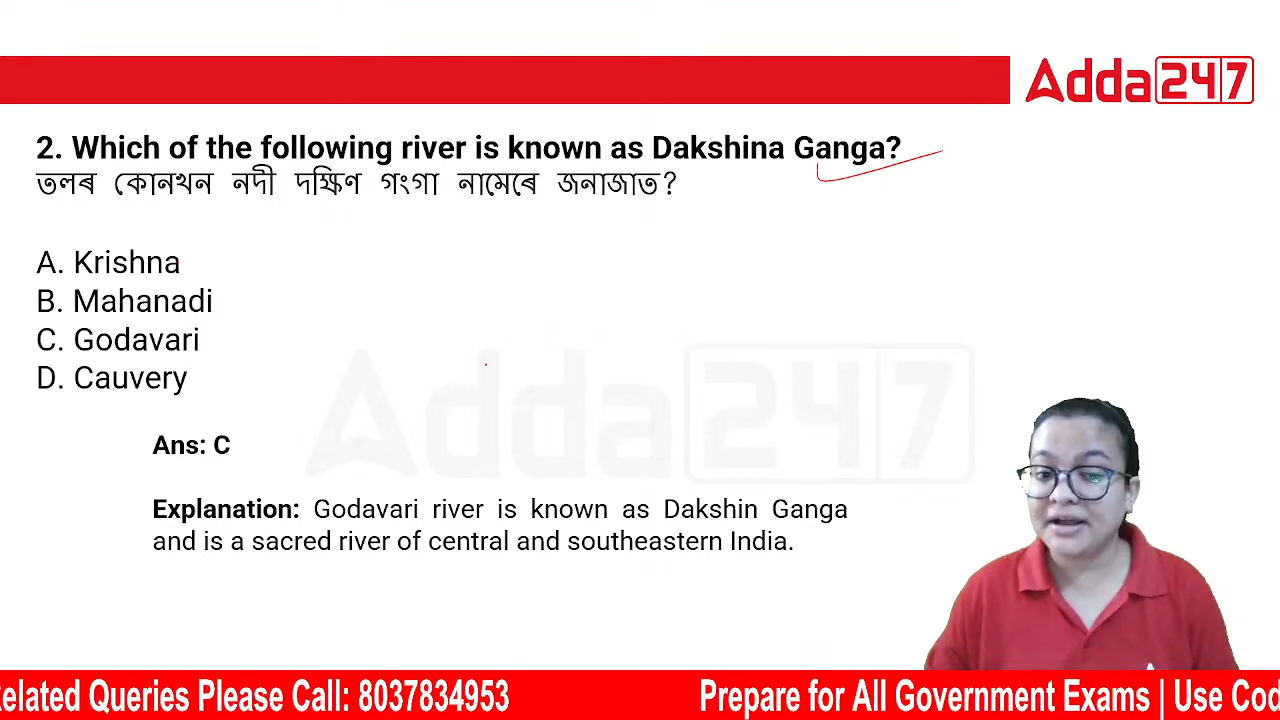 Adda247
2. Which of the following river is known as Dakshina Ganga?
তলৰ কোনখন নদী দক্ষিণ গংগা নামেৰে জনাজাত?
A. Krishna
B. Mahanadi
C. Godavari
D. Cauvery
Adda247
Ans: C
Explanation: Godavari river is known as Dakshin Ganga
and is a sacred river of central and southeastern India.
elated Queries Please Call: 8037834953 Prepare for All Government Exams | Use Cod